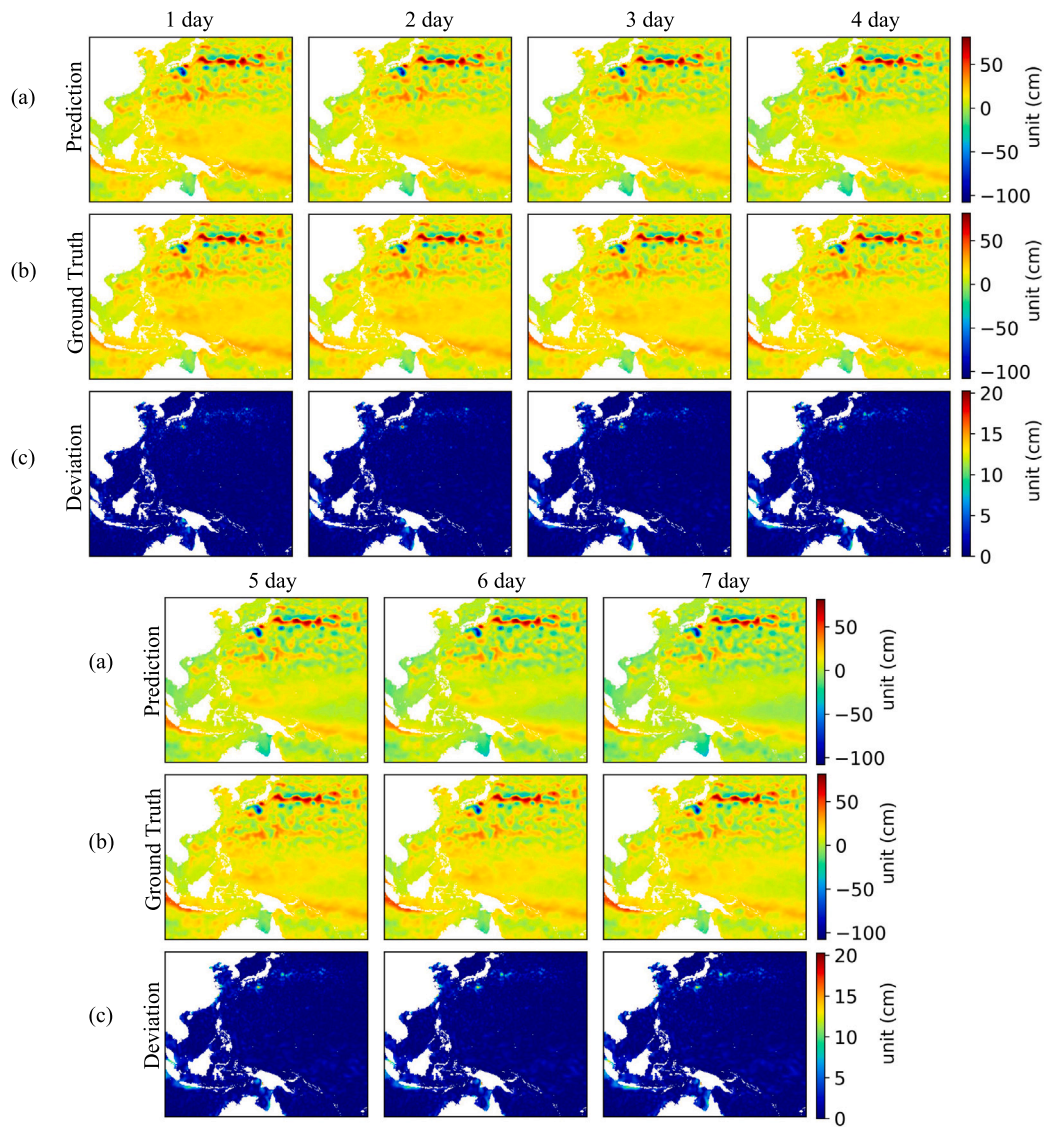 1 day 2 day 3 day 4 day
(a) Prediction
50
0
−50
−100
unit (cm)
(b) Ground Truth
50
0
−50
−100
unit (cm)
(c) Deviation
20
15
10
5
0
unit (cm)
5 day 6 day 7 day
(a) Prediction
50
0
−50
−100
unit (cm)
(b) Ground Truth
50
0
−50
−100
unit (cm)
(c) Deviation
20
15
10
5
0
unit (cm)